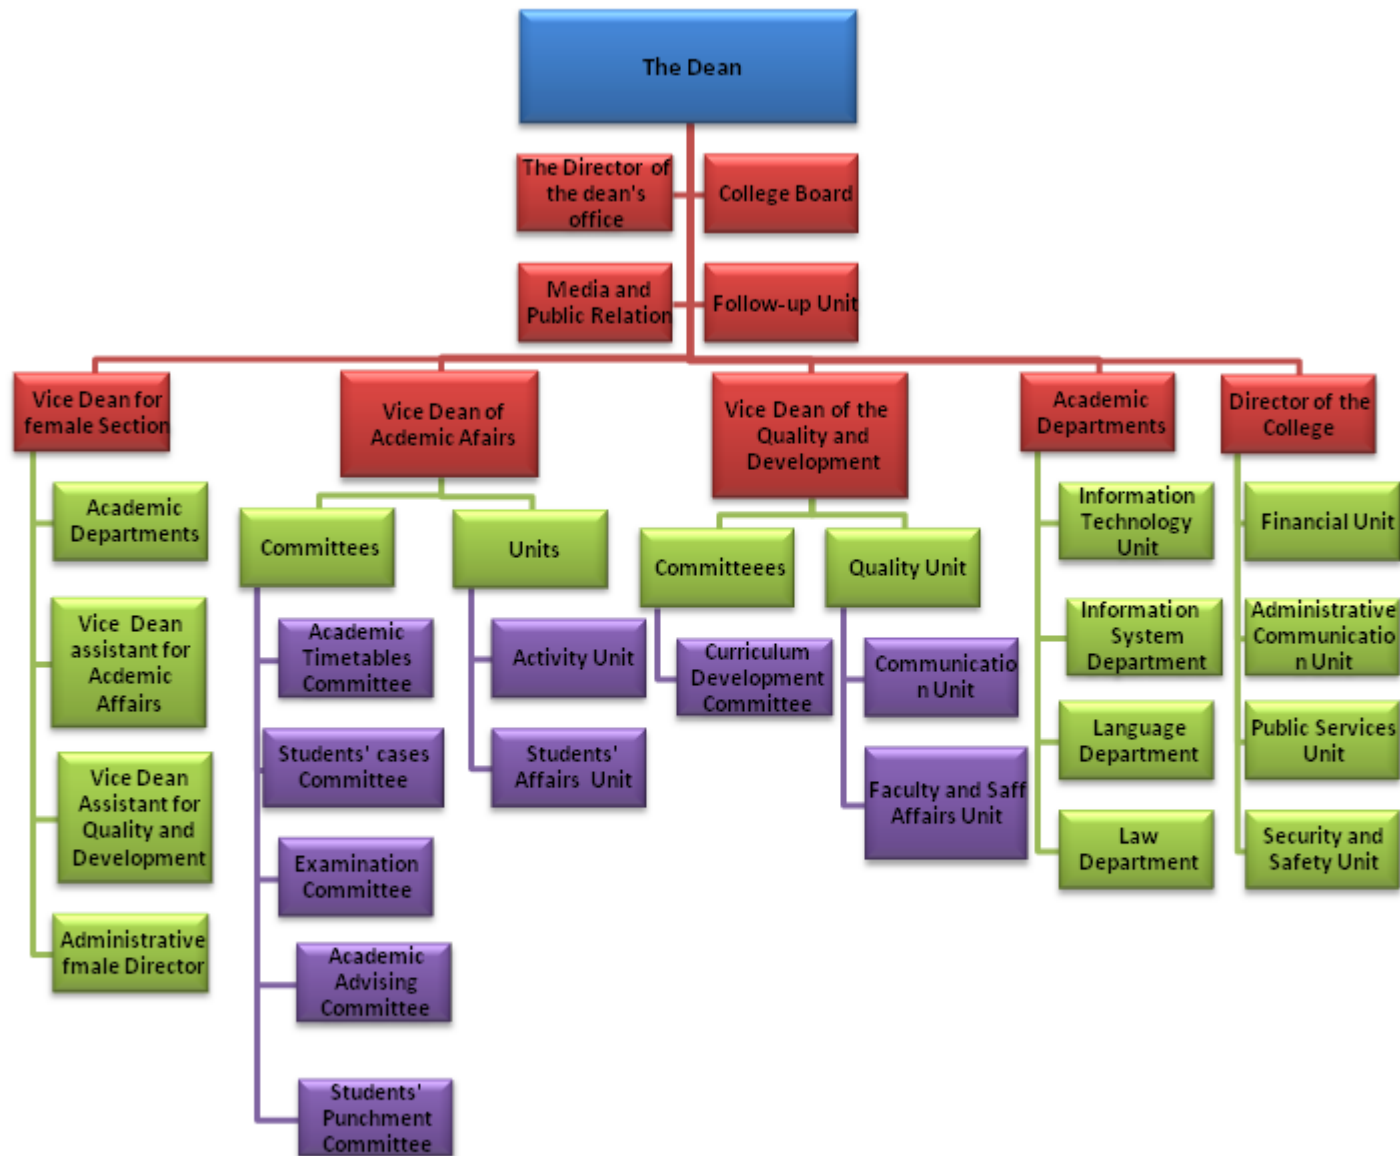 The Dean
The Director of
the dean's
office
College Board
Media and
Public Relation
Follow-up Unit
Vice Dean for
female Section
Vice Dean of
Acdemic Afairs
Vice Dean of the
Quality and
Development
Academic
Departments
Director of the
College
Academic
Departments
Vice Dean
assistant for
Acdemic
Affairs
Vice Dean
Assistant for
Quality and
Development
Administrative
fmale Director
Committees
Units
Academic
Timetables
Committee
Students' cases
Committee
Examination
Committee
Academic
Advising
Committee
Students'
Punchment
Committee
Activity Unit
Students'
Affairs Unit
Committeees
Quality Unit
Curriculum
Development
Committee
Communicatio
n Unit
Faculty and Saff
Affairs Unit
Information
Technology
Unit
Information
System
Department
Language
Department
Law
Department
Financial Unit
Administrative
Communicatio
n Unit
Public Services
Unit
Security and
Safety Unit